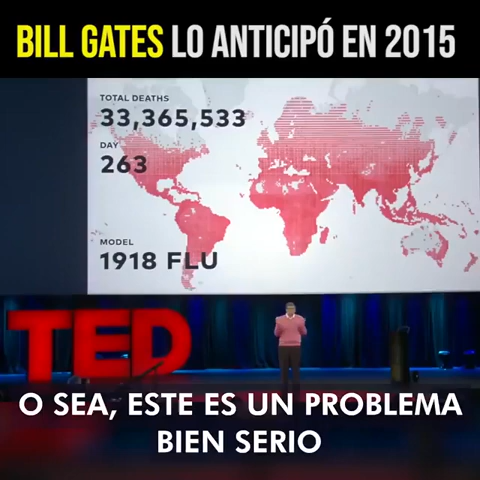 BILL GATES LO ANTICIPÓ EN 2015
TOTAL DEATHS
33,365,533
DAY
263
MODEL
1918 FLU
TED
O SEA, ESTE ES UN PROBLEMA
BIEN SERIO